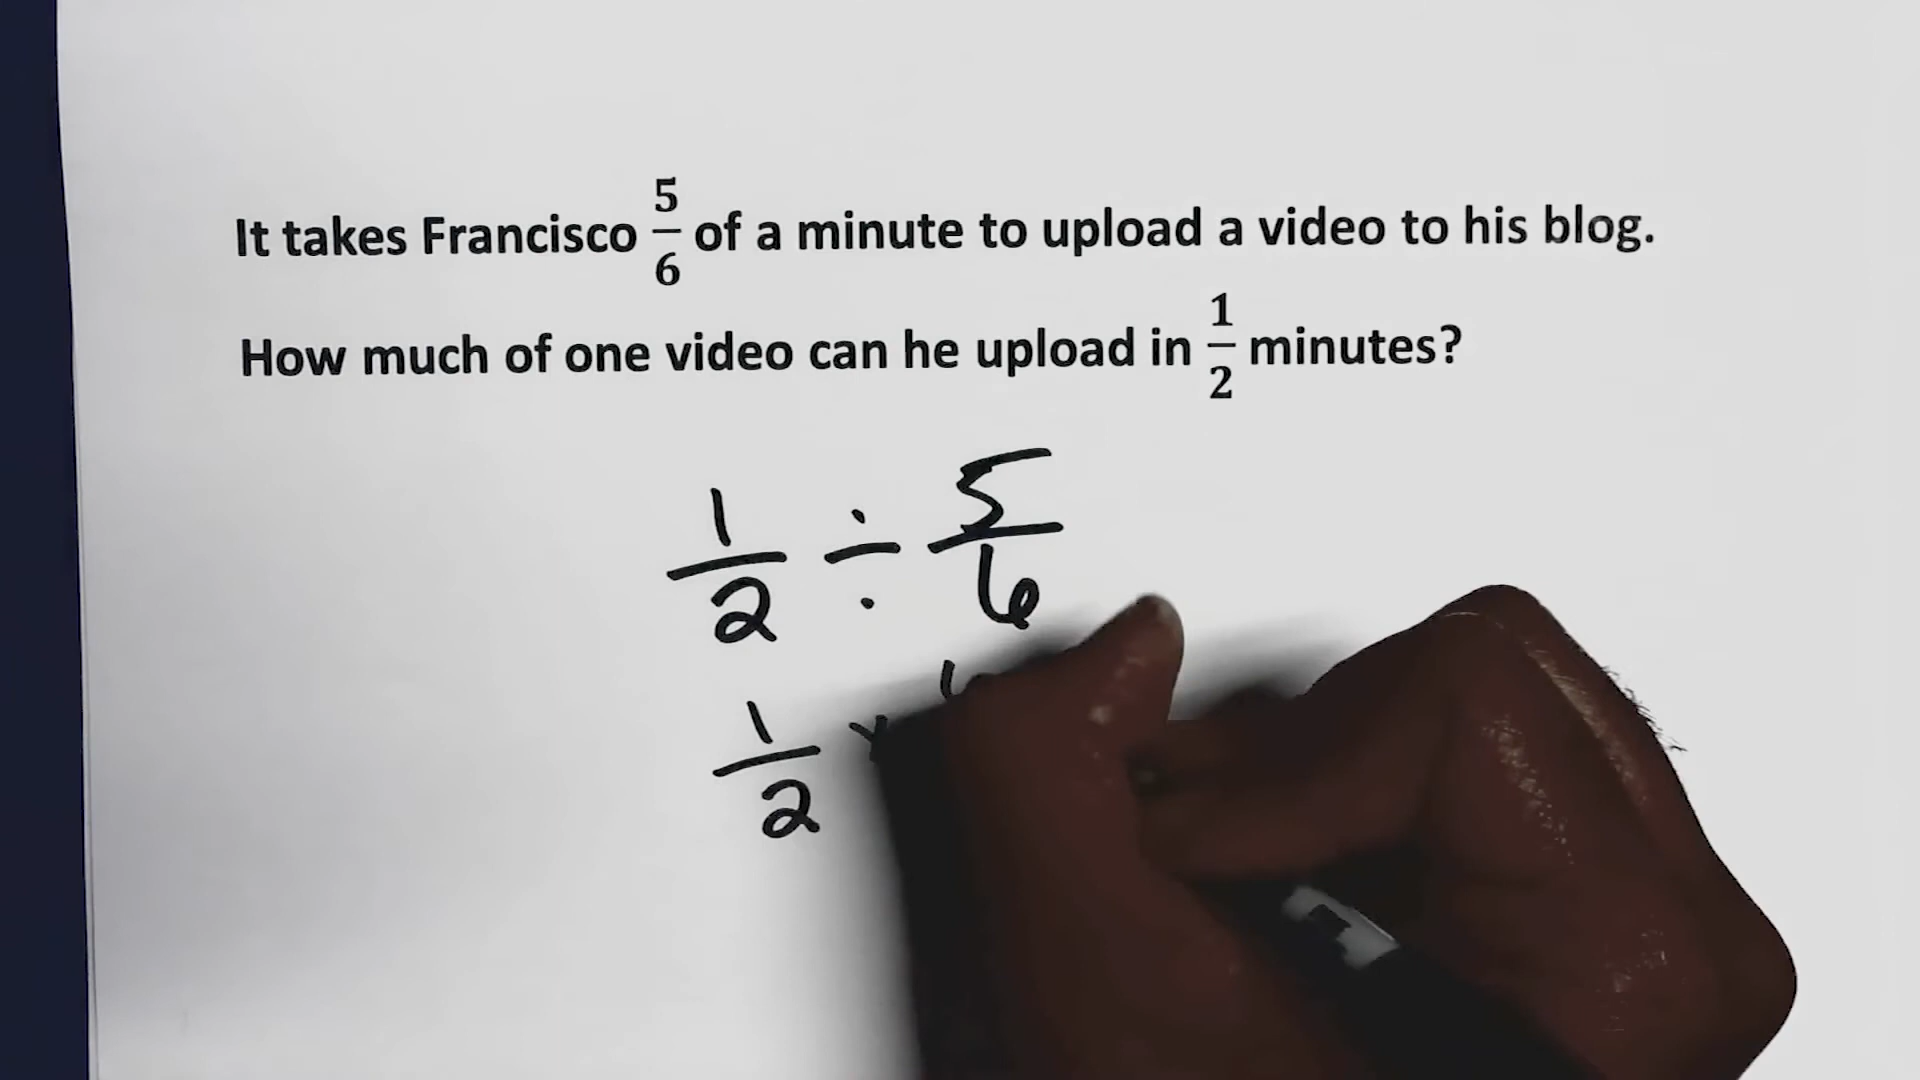 It takes Francisco 5/6 of a minute to upload a video to his blog.
How much of one video can he upload in 1/2 minutes?
1/2 ÷ 5/6
1/2 ×